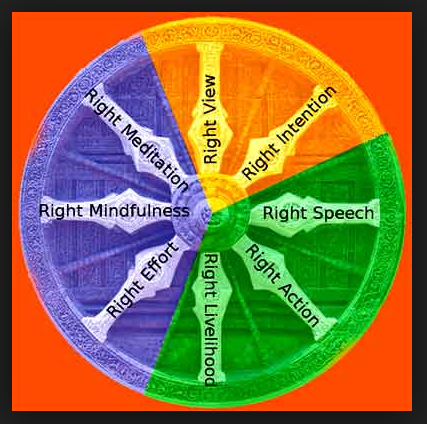 Right View
Right Intention
Right Speech
Right Action
Right Livelihood
Right Effort
Right Mindfulness
Right Meditation